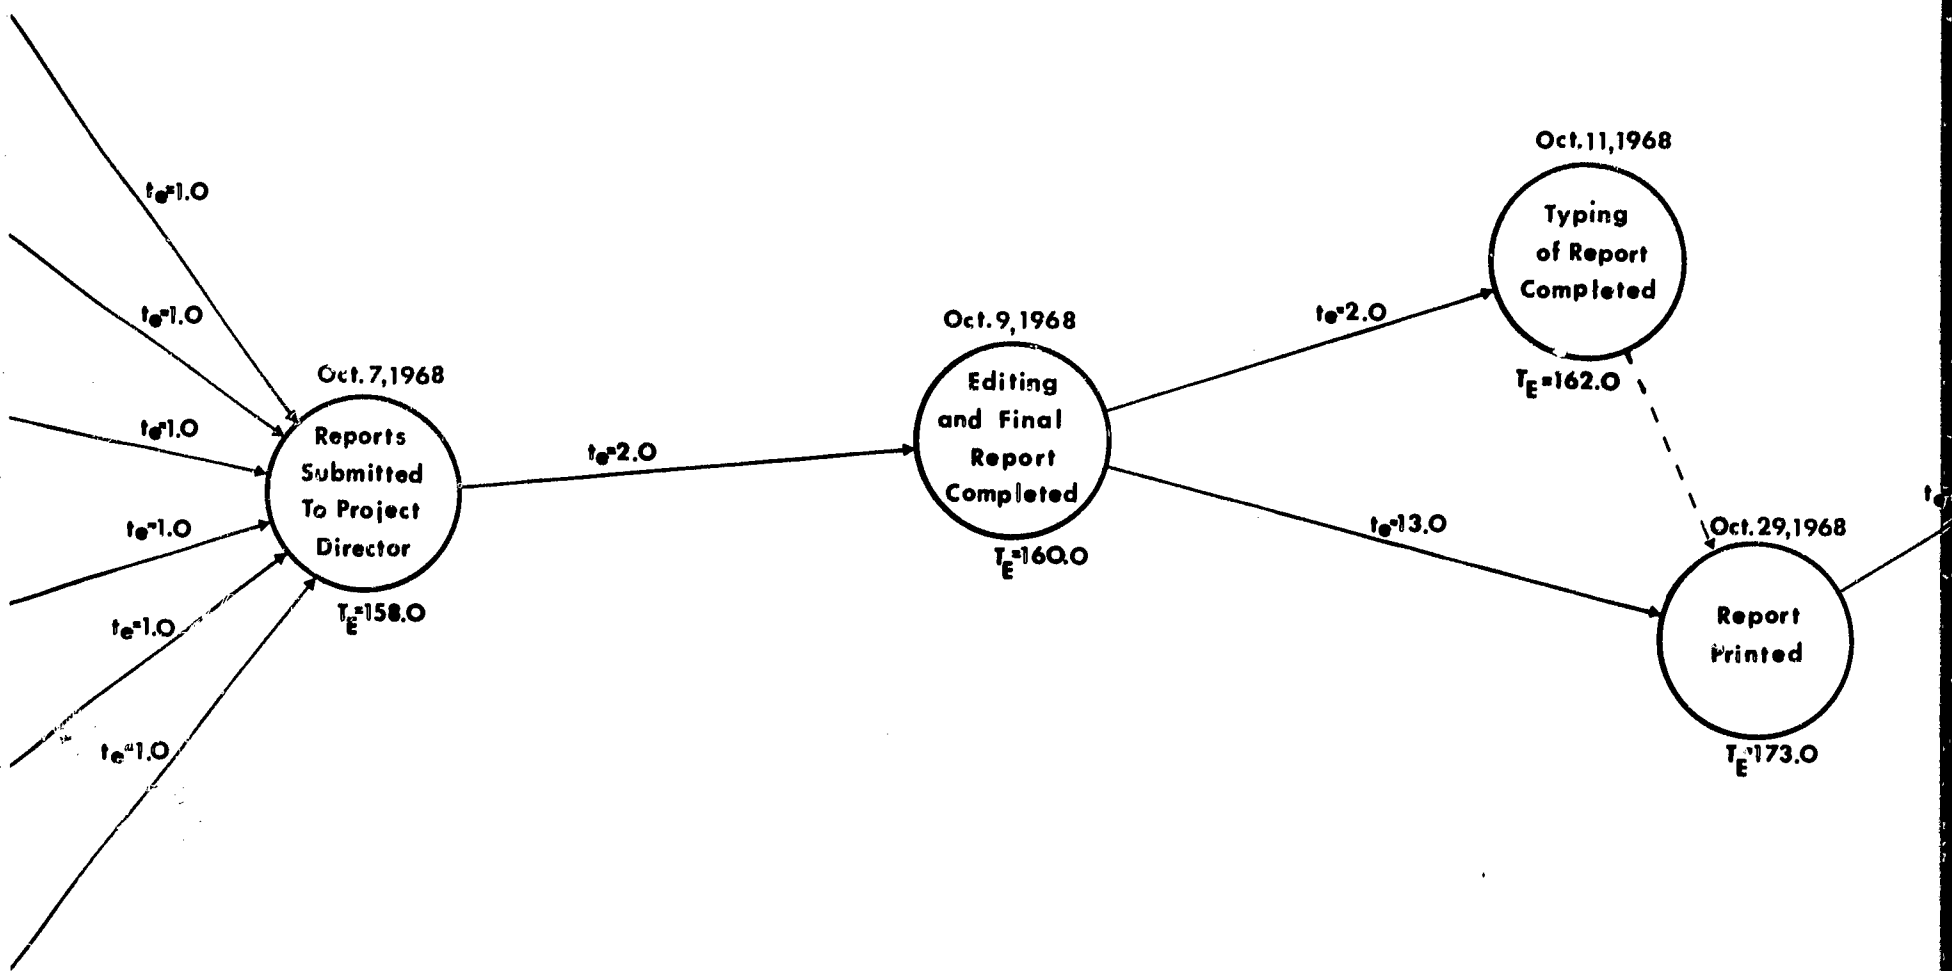 te=1.0
te=1.0
te=1.0
te=1.0
te=1.0
te=1.0
Oct. 7,1968
Reports
Submitted
To Project
Director
TE=158.0
te=2.0
Oct. 9,1968
Editing
and Final
Report
Completed
TE=160.0
te=2.0
te=13.0
Oct. 11,1968
Typing
of Report
Completed
TE=162.0
Oct. 29,1968
Report
Printed
TE=173.0
te